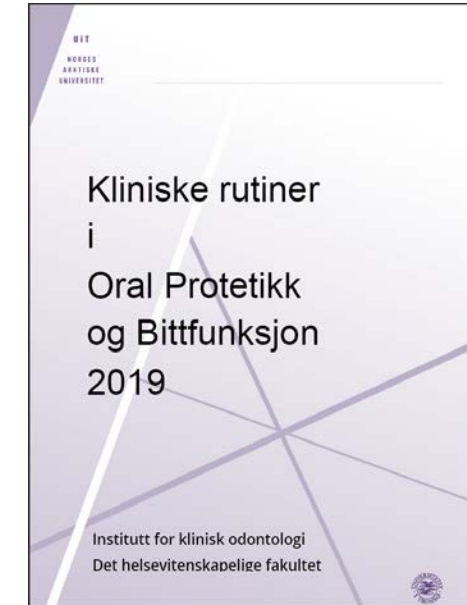 UiT
NORGES
ARKTISKE
UNIVERSITET
Kliniske rutiner
i
Oral Protetikk
og Bittfunksjon
2019
Institutt for klinisk odontologi
Det helsevitenskapelige fakultet